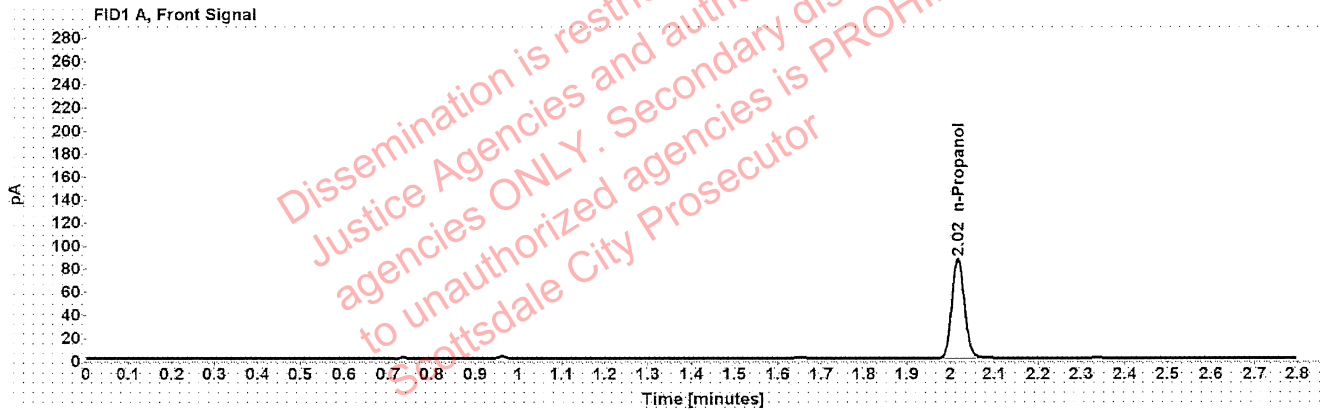 FID1 A, Front Signal
280
260
240
220
200
180
160
140
120
100
80
60
40
20
0
pA
2.02 n-Propanol
0 0.1 0.2 0.3 0.4 0.5 0.6 0.7 0.8 0.9 1 1.1 1.2 1.3 1.4 1.5 1.6 1.7 1.8 1.9 2 2.1 2.2 2.3 2.4 2.5 2.6 2.7 2.8
Time [minutes]
Dissemination is
Justice Agencies and
agencies ONLY. Secondary
to unauthorized agencies is
Scottsdale City Prosecutor